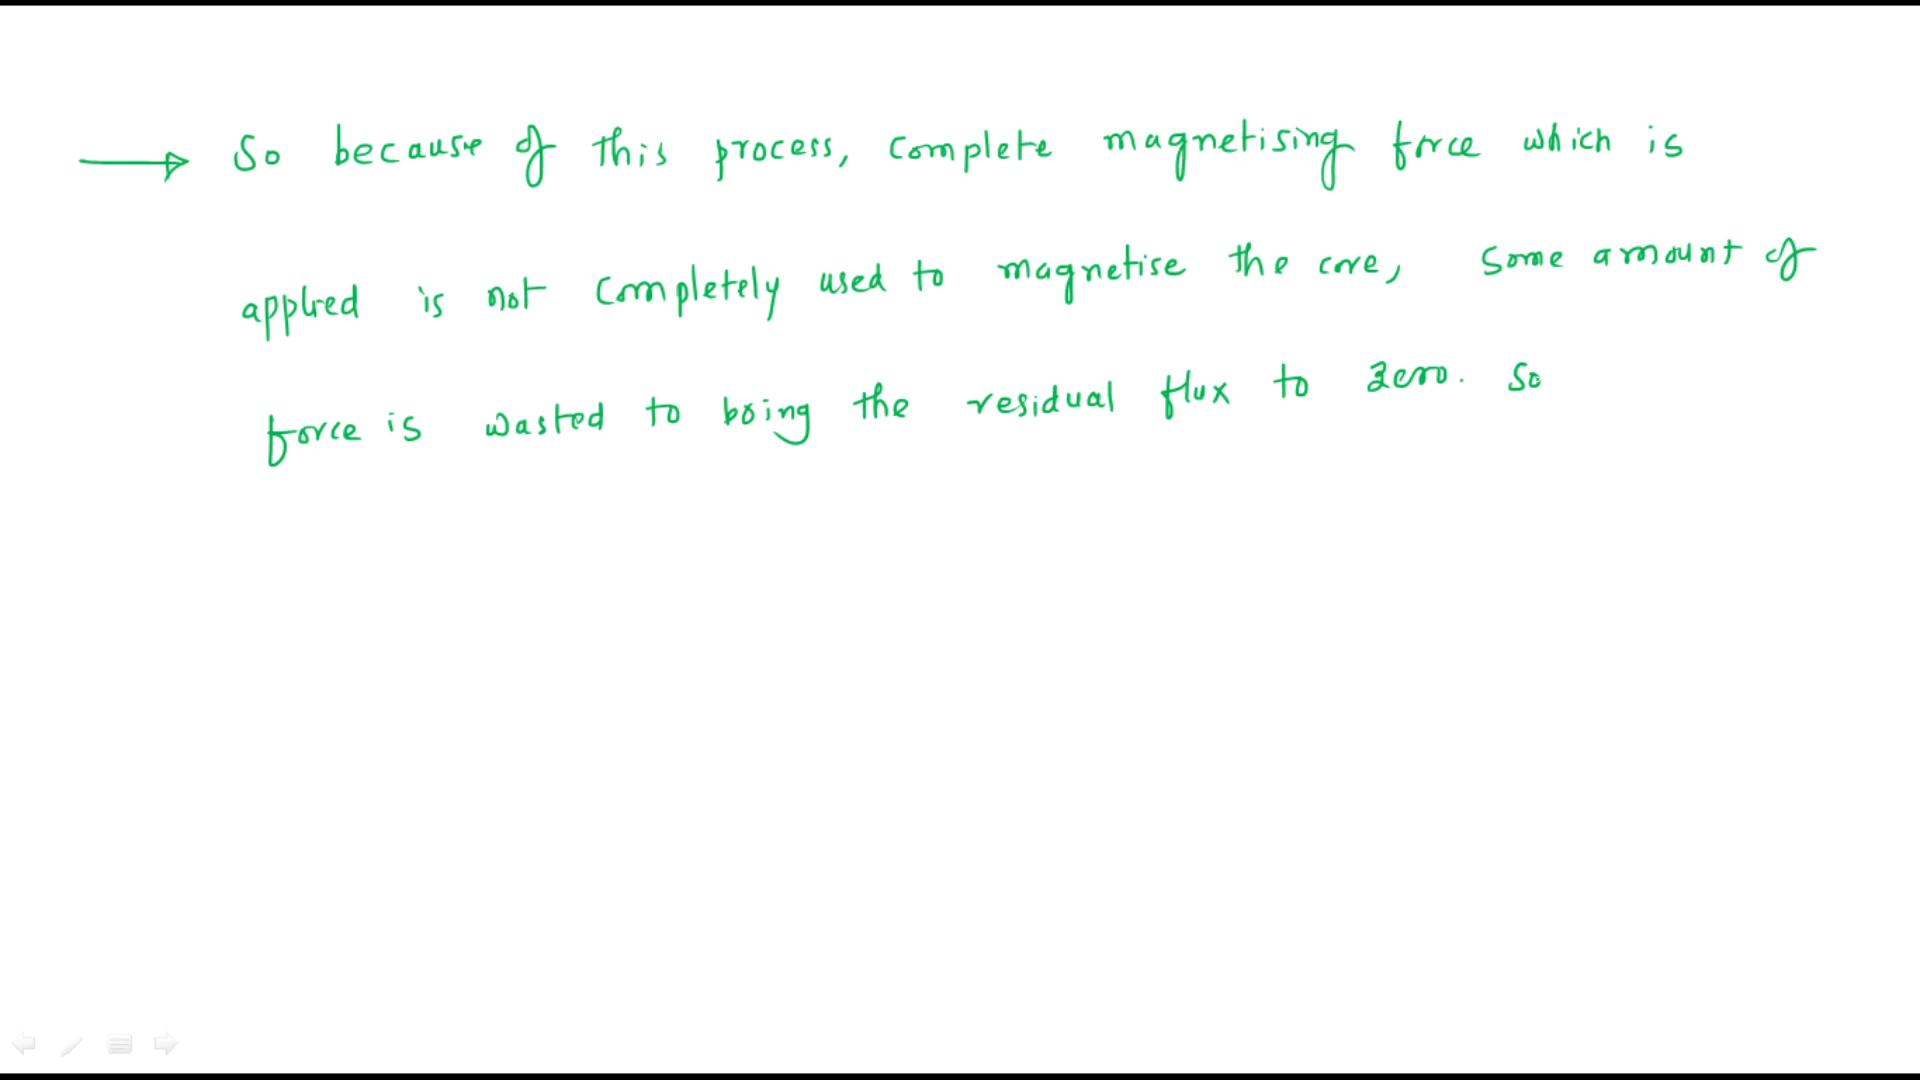 So because of this process, complete magnetising force which is
applied is not completely used to magnetise the core, some amount of
force is wasted to bring the residual flux to zero. So